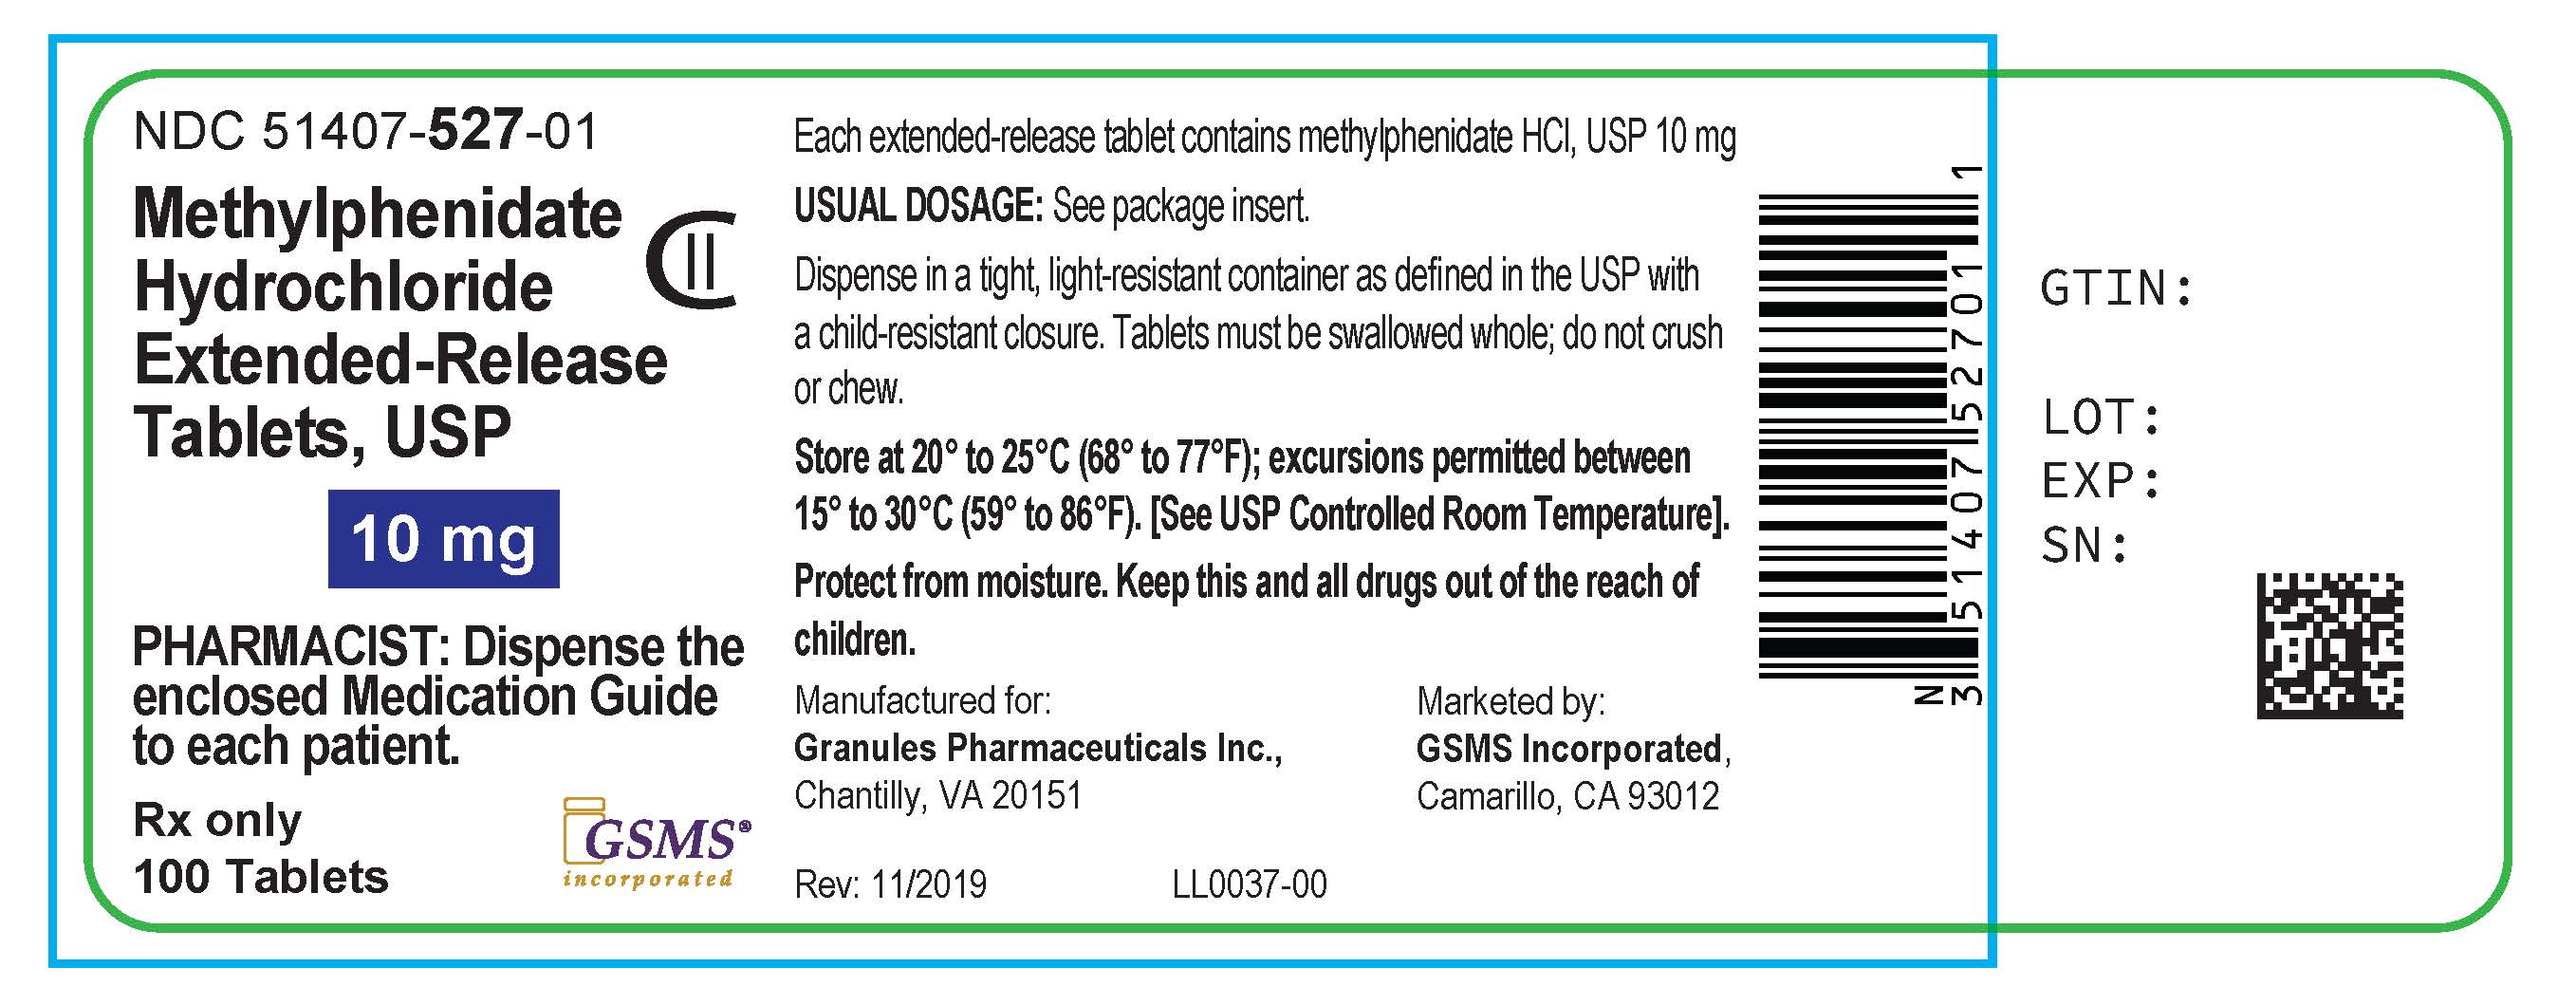 NDC 51407-527-01
Methylphenidate
Hydrochloride
Extended-Release
Tablets, USP
CII
10 mg
PHARMACIST: Dispense the
enclosed Medication Guide
to each patient.
Rx only
100 Tablets
GSMS®
incorporated
Each extended-release tablet contains methylphenidate HCl, USP 10 mg
USUAL DOSAGE: See package insert.
Dispense in a tight, light-resistant container as defined in the USP with
a child-resistant closure. Tablets must be swallowed whole; do not crush
or chew.
Store at 20° to 25°C (68° to 77°F); excursions permitted between
15° to 30°C (59° to 86°F). [See USP Controlled Room Temperature].
Protect from moisture. Keep this and all drugs out of the reach of
children.
Manufactured for:
Granules Pharmaceuticals Inc.,
Chantilly, VA 20151
Marketed by:
GSMS Incorporated,
Camarillo, CA 93012
Rev: 11/2019 LL0037-00
N
3 51407 52701 1
GTIN:
LOT:
EXP:
SN: